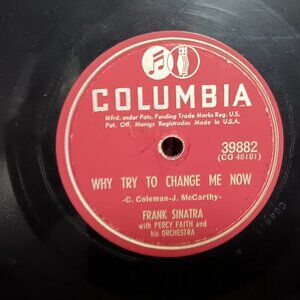 COLUMBIA
Mfrd. under Pats. Pending Trade Marks Reg. U.S.
Pat. Off. Marcas Registradas Made in U.S.A.
39882
(CO 48181)
WHY TRY TO CHANGE ME NOW
-C. Coleman-J. McCarthy-
FRANK SINATRA
with PERCY FAITH and
his ORCHESTRA